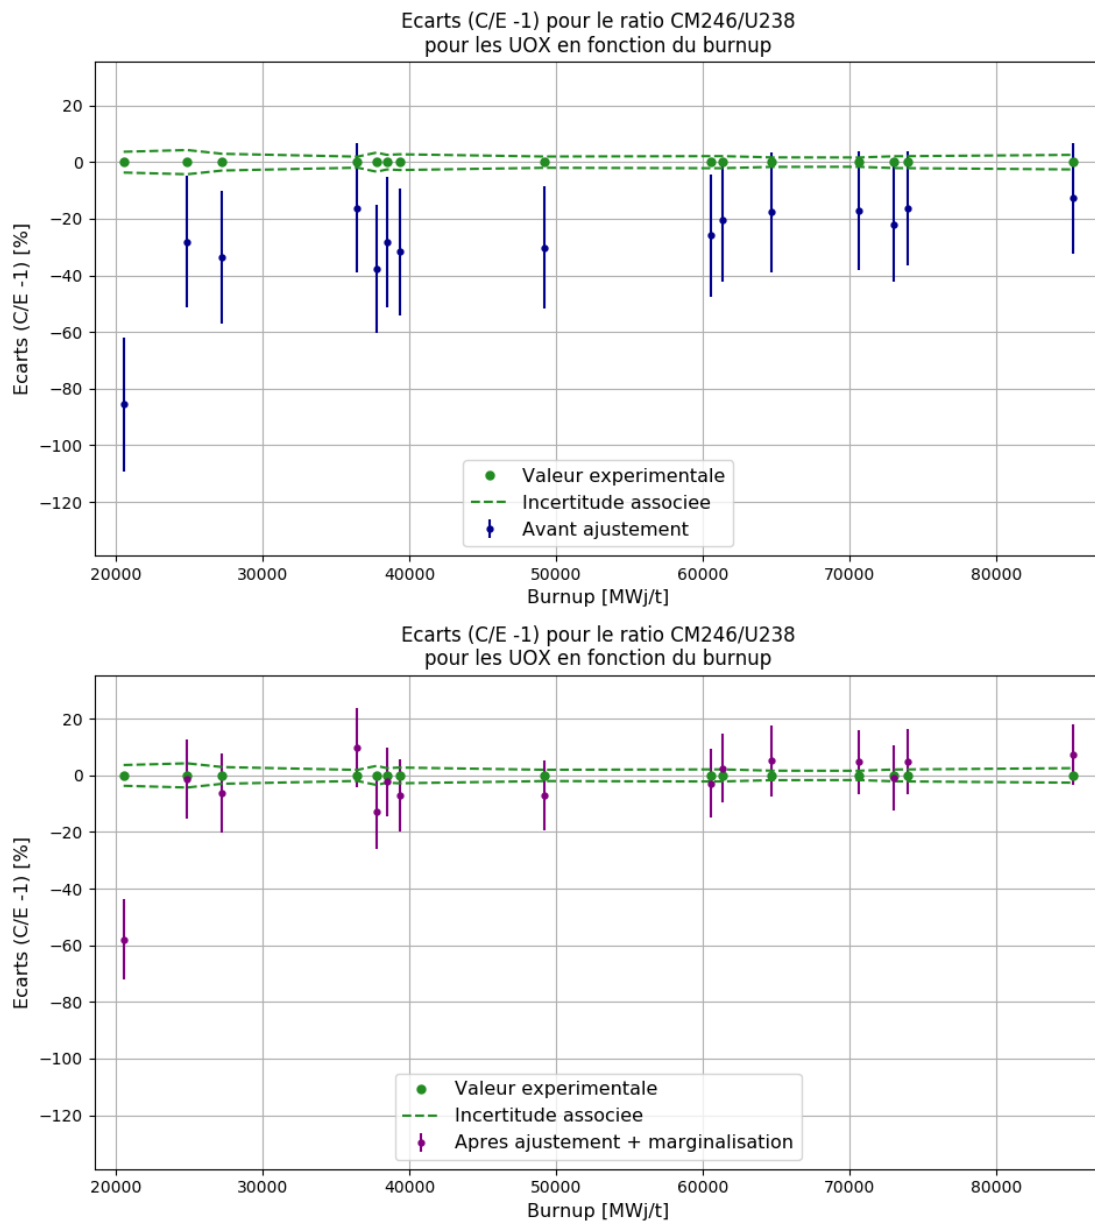 Ecarts (C/E -1) pour le ratio CM246/U238
pour les UOX en fonction du burnup
Ecarts (C/E -1) [%]
20
0
−20
−40
−60
−80
−100
−120
Valeur experimentale
Incertitude associee
Avant ajustement
20000 30000 40000 50000 60000 70000 80000
Burnup [MWj/t]
Ecarts (C/E -1) pour le ratio CM246/U238
pour les UOX en fonction du burnup
Ecarts (C/E -1) [%]
20
0
−20
−40
−60
−80
−100
−120
Valeur experimentale
Incertitude associee
Apres ajustement + marginalisation
20000 30000 40000 50000 60000 70000 80000
Burnup [MWj/t]